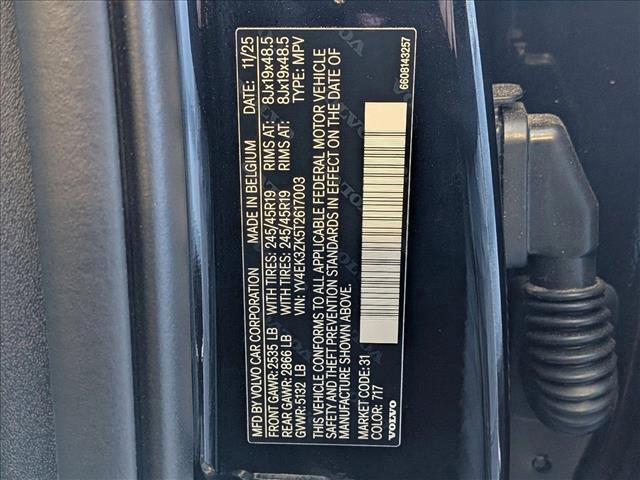 MFD BY VOLVO CAR CORPORATION MADE IN BELGIUM DATE: 11/25
FRONT GAWR: 2535 LB WITH TIRES: 245/45R19 RIMS AT: 8Jx19x48.5
REAR GAWR: 2866 LB WITH TIRES: 245/45R19 RIMS AT: 8Jx19x48.5
GVWR: 5132 LB VIN: YV4EK3ZK5T2617003 TYPE: MPV
THIS VEHICLE CONFORMS TO ALL APPLICABLE FEDERAL MOTOR VEHICLE
SAFETY AND THEFT PREVENTION STANDARDS IN EFFECT ON THE DATE OF
MANUFACTURE SHOWN ABOVE.
MARKET CODE: 31
COLOR: 717
VOLVO
6608143257